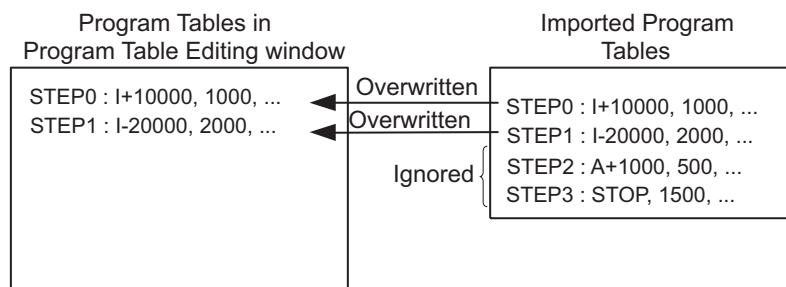 Program Tables in
Program Table Editing window
STEP0 : I+10000, 1000, ...
STEP1 : I-20000, 2000, ...
Overwritten
Overwritten
Ignored
Imported Program
Tables
STEP0 : I+10000, 1000, ...
STEP1 : I-20000, 2000, ...
STEP2 : A+1000, 500, ...
STEP3 : STOP, 1500, ...